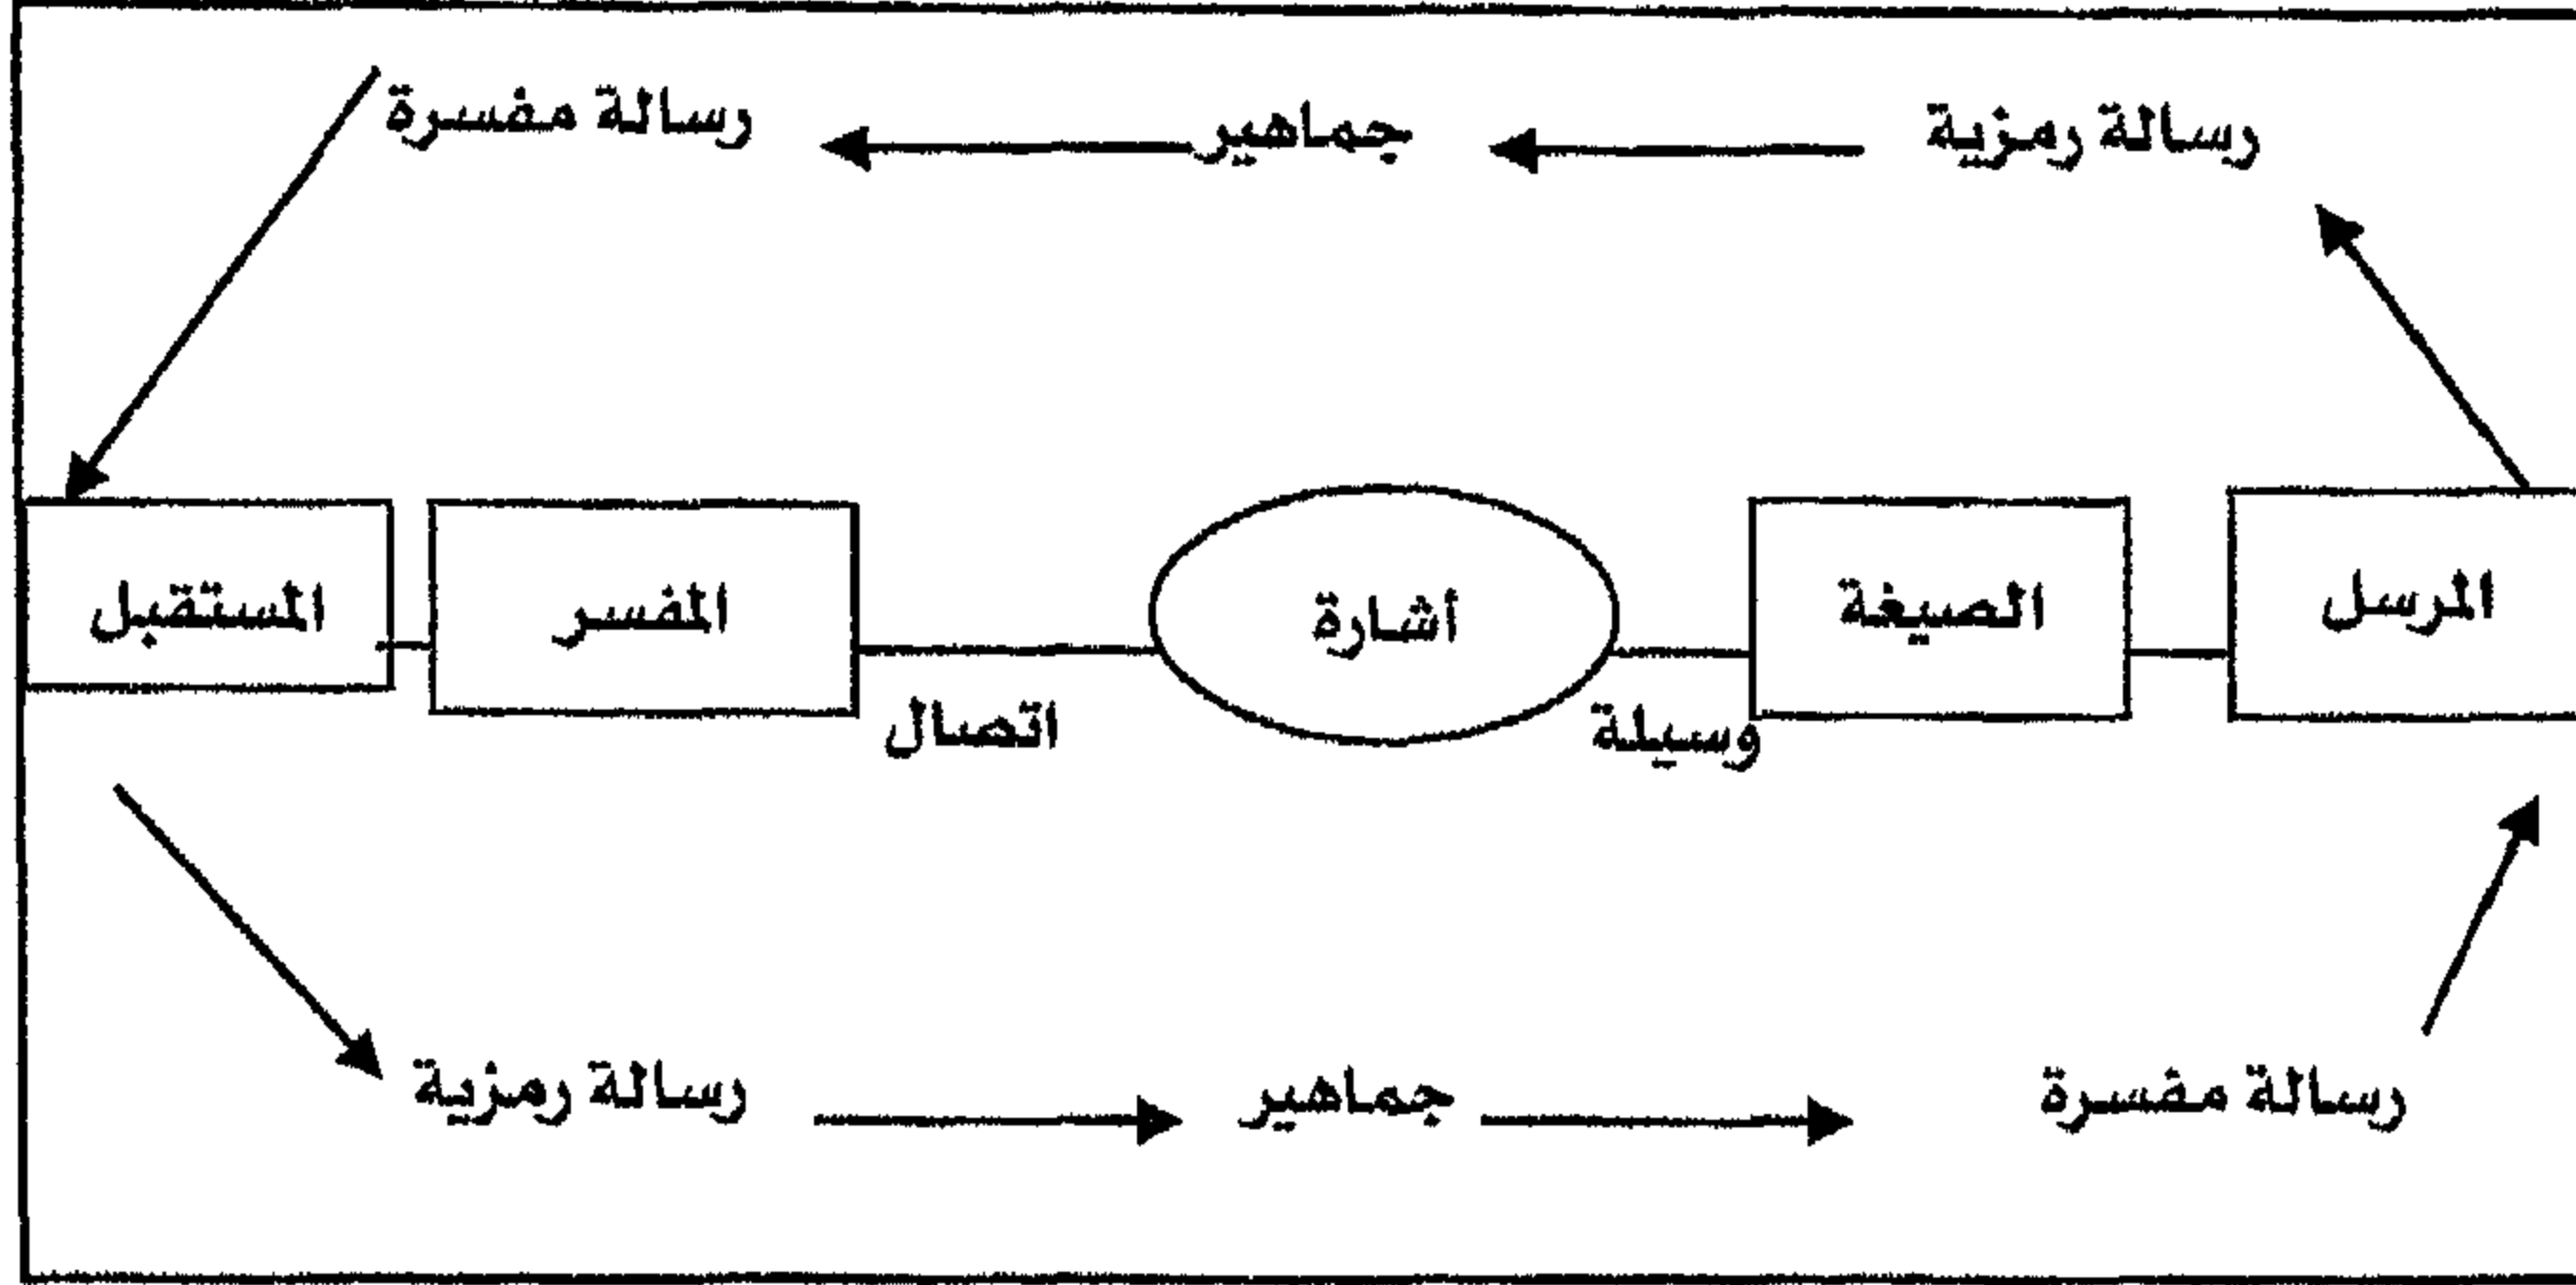 رسالة رمزية جماهير رسالة مفسرة
المرسل الصيغة أشارة المفسر المستقبل
وسيلة اتصال
رسالة مفسرة جماهير رسالة رمزية